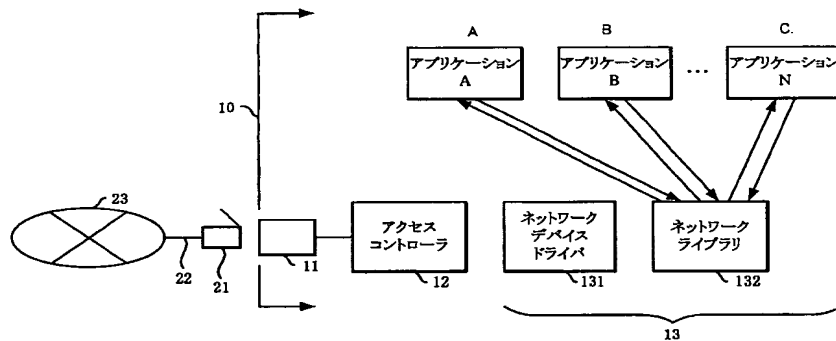 A
B
C.
アプリケーション
A
アプリケーション
B
...
アプリケーション
N
10
23
22
21
11
アクセス
コントローラ
12
ネットワーク
デバイス
ドライバ
131
ネットワーク
ライブラリ
132
13